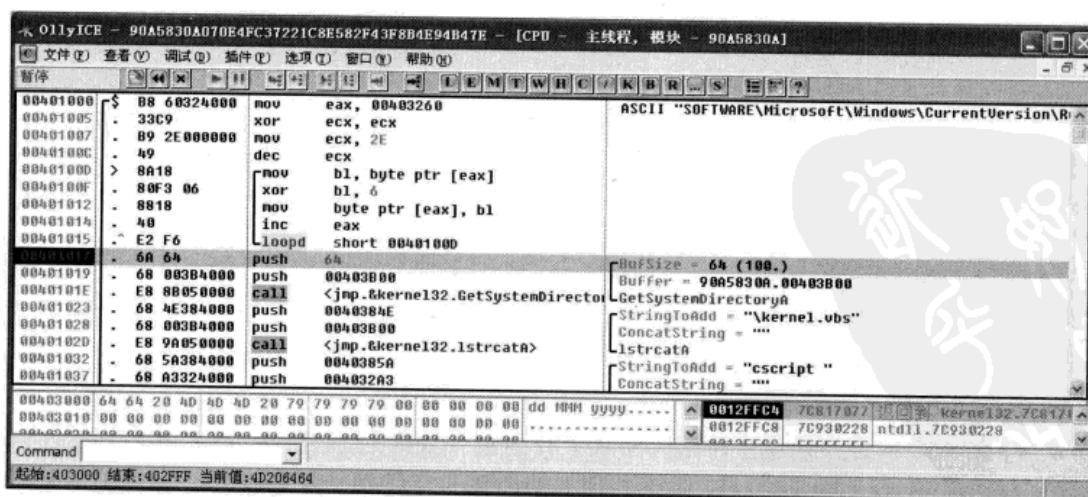 OllyICE - 90A5830A070E4FC37221C8E582F43F8B4E94B47E - [CPU - 主线程, 模块 - 90A5830A]
文件(F) 查看(V) 调试(D) 插件(P) 选项(T) 窗口(W) 帮助(H)
暂停 L E M T W H C / K B R ... S ?
00401000 $ B8 60324000 mov eax, 00403260 ASCII "SOFTWARE\Microsoft\Windows\CurrentVersion\R
00401005 . 33C9 xor ecx, ecx
00401007 . B9 2E000000 mov ecx, 2E
0040100C . 49 dec ecx
0040100D > 8A18 mov bl, byte ptr [eax]
0040100F . 80F3 06 xor bl, 6
00401012 . 8818 mov byte ptr [eax], bl
00401014 . 40 inc eax
00401015 .^ E2 F6 loopd short 0040100D
00401017 . 6A 64 push 64 BufSize = 64 (100.)
00401019 . 68 003B4000 push 00403B00 Buffer = 90A5830A.00403B00
0040101E . E8 8B050000 call <jmp.&kernel32.GetSystemDirector GetSystemDirectoryA
00401023 . 68 4E384000 push 0040384E StringToAdd = "\kernel.vbs"
00401028 . 68 003B4000 push 00403B00 ConcatString = ""
0040102D . E8 9A050000 call <jmp.&kernel32.lstrcatA> lstrcatA
00401032 . 68 5A384000 push 0040385A StringToAdd = "cscript "
00401037 . 68 A3324000 push 004032A3 ConcatString = ""
00403000 64 64 20 4D 4D 4D 20 79 79 79 79 00 00 00 00 00 dd MMM yyyy..... 0012FFC4 7C817077 返回到 kernel32.7C8170
00403010 00 00 00 00 00 00 00 00 00 00 00 00 00 00 00 00 ................ 0012FFC8 7C930228 ntdll.7C930228
Command
起始:403000 结束:402FFF 当前值:4D206464